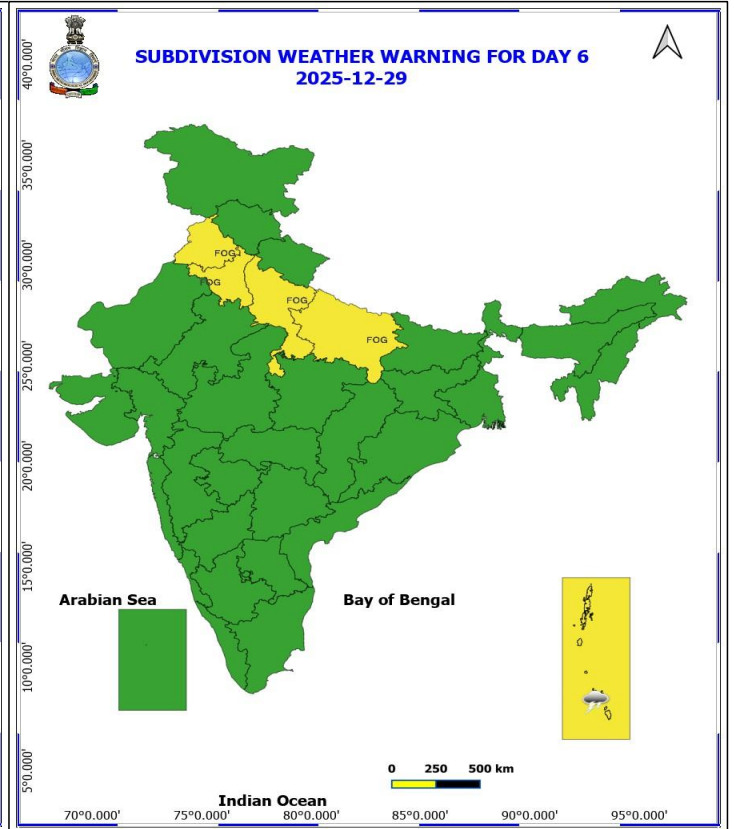 SUBDIVISION WEATHER WARNING FOR DAY 6
2025-12-29
40°0.000'
35°0.000'
30°0.000'
25°0.000'
20°0.000'
15°0.000'
10°0.000'
5°0.000'
FOG
FOG
FOG
FOG
Arabian Sea
Bay of Bengal
0 250 500 km
Indian Ocean
70°0.000' 75°0.000' 80°0.000' 85°0.000' 90°0.000' 95°0.000'